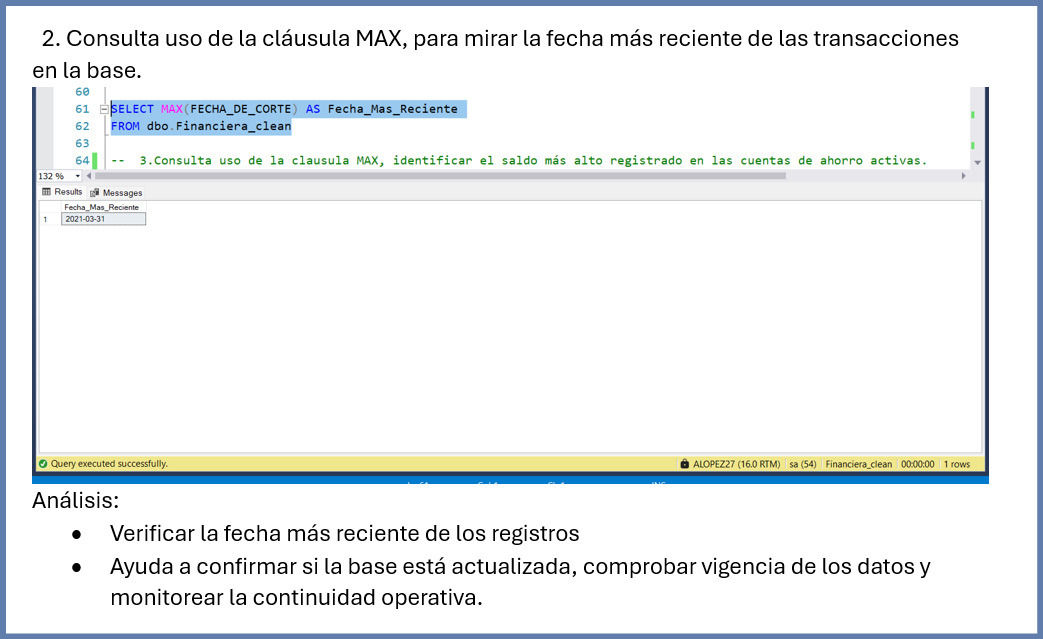 2. Consulta uso de la cláusula MAX, para mirar la fecha más reciente de las transacciones
en la base.
60
61 SELECT MAX(FECHA_DE_CORTE) AS Fecha_Mas_Reciente
62 FROM dbo.Financiera_clean
63
64 -- 3.Consulta uso de la clausula MAX, identificar el saldo más alto registrado en las cuentas de ahorro activas.
132 %
Results Messages
Fecha_Mas_Reciente
1 2021-03-31
Query executed successfully. ALOPEZ27 (16.0 RTM) sa (54) Financiera_clean 00:00:00 1 rows
Análisis:
• Verificar la fecha más reciente de los registros
• Ayuda a confirmar si la base está actualizada, comprobar vigencia de los datos y
monitorear la continuidad operativa.